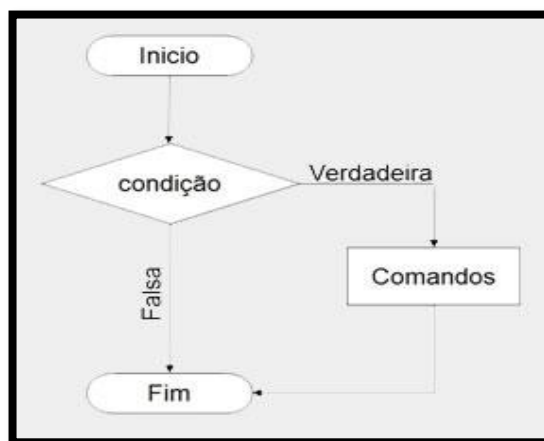 Inicio
condição
Verdadeira
Comandos
Falsa
Fim